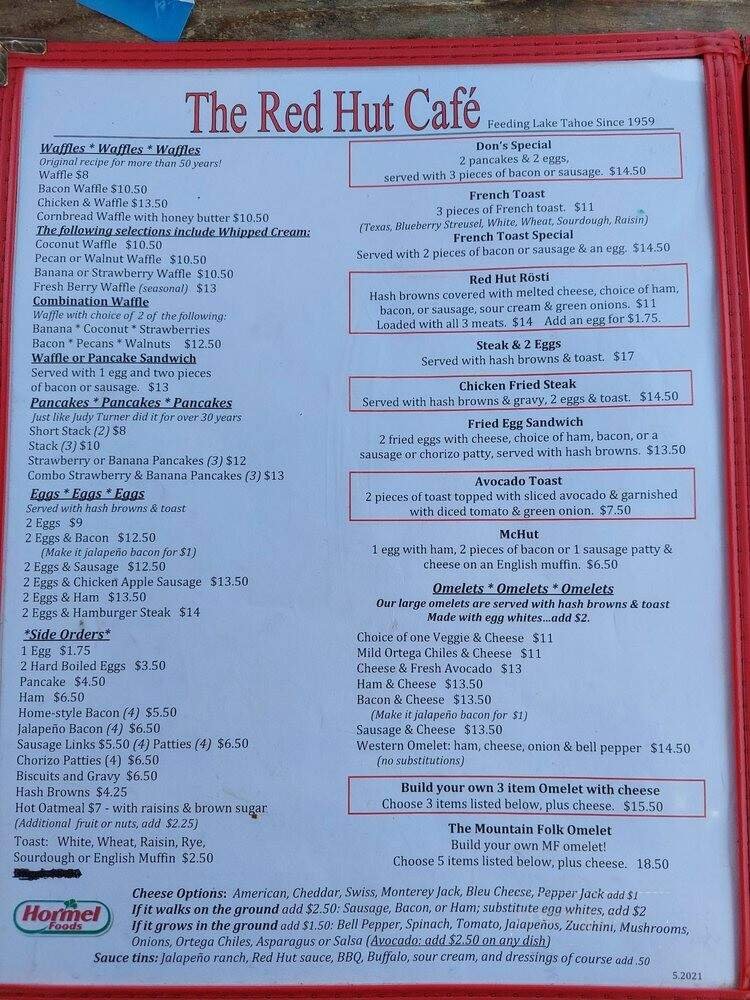 The Red Hut Café Feeding Lake Tahoe Since 1959
Waffles * Waffles * Waffles
Original recipe for more than 50 years!
Waffle $8
Bacon Waffle $10.50
Chicken & Waffle $13.50
Cornbread Waffle with honey butter $10.50
The following selections include Whipped Cream:
Coconut Waffle $10.50
Pecan or Walnut Waffle $10.50
Banana or Strawberry Waffle $10.50
Fresh Berry Waffle (seasonal) $13
Combination Waffle
Waffle with choice of 2 of the following:
Banana * Coconut * Strawberries
Bacon * Pecans * Walnuts $12.50
Waffle or Pancake Sandwich
Served with 1 egg and two pieces
of bacon or sausage. $13
Pancakes * Pancakes * Pancakes
Just like Judy Turner did it for over 30 years
Short Stack (2) $8
Stack (3) $10
Strawberry or Banana Pancakes (3) $12
Combo Strawberry & Banana Pancakes (3) $13
Eggs * Eggs * Eggs
Served with hash browns & toast
2 Eggs $9
2 Eggs & Bacon $12.50
(Make it jalapeño bacon for $1)
2 Eggs & Sausage $12.50
2 Eggs & Chicken Apple Sausage $13.50
2 Eggs & Ham $13.50
2 Eggs & Hamburger Steak $14
*Side Orders*
1 Egg $1.75
2 Hard Boiled Eggs $3.50
Pancake $4.50
Ham $6.50
Home-style Bacon (4) $5.50
Jalapeño Bacon (4) $6.50
Sausage Links $5.50 (4) Patties (4) $6.50
Chorizo Patties (4) $6.50
Biscuits and Gravy $6.50
Hash Browns $4.25
Hot Oatmeal $7 - with raisins & brown sugar
(Additional fruit or nuts, add $2.25)
Toast: White, Wheat, Raisin, Rye,
Sourdough or English Muffin $2.50
Don's Special
2 pancakes & 2 eggs,
served with 3 pieces of bacon or sausage. $14.50
French Toast
3 pieces of French toast. $11
(Texas, Blueberry Streusel, White, Wheat, Sourdough, Raisin)
French Toast Special
Served with 2 pieces of bacon or sausage & an egg. $14.50
Red Hut Rösti
Hash browns covered with melted cheese, choice of ham,
bacon, or sausage, sour cream & green onions. $11
Loaded with all 3 meats. $14 Add an egg for $1.75.
Steak & 2 Eggs
Served with hash browns & toast. $17
Chicken Fried Steak
Served with hash browns & gravy, 2 eggs & toast. $14.50
Fried Egg Sandwich
2 fried eggs with cheese, choice of ham, bacon, or a
sausage or chorizo patty, served with hash browns. $13.50
Avocado Toast
2 pieces of toast topped with sliced avocado & garnished
with diced tomato & green onion. $7.50
McHut
1 egg with ham, 2 pieces of bacon or 1 sausage patty &
cheese on an English muffin. $6.50
Omelets * Omelets * Omelets
Our large omelets are served with hash browns & toast
Made with egg whites...add $2.
Choice of one Veggie & Cheese $11
Mild Ortega Chiles & Cheese $11
Cheese & Fresh Avocado $13
Ham & Cheese $13.50
Bacon & Cheese $13.50
(Make it jalapeño bacon for $1)
Sausage & Cheese $13.50
Western Omelet: ham, cheese, onion & bell pepper $14.50
(no substitutions)
Build your own 3 item Omelet with cheese
Choose 3 items listed below, plus cheese. $15.50
The Mountain Folk Omelet
Build your own MF omelet!
Choose 5 items listed below, plus cheese. 18.50
Hormel
Foods
Cheese Options: American, Cheddar, Swiss, Monterey Jack, Bleu Cheese, Pepper Jack add $1
If it walks on the ground add $2.50: Sausage, Bacon, or Ham; substitute egg whites, add $2
If it grows in the ground add $1.50: Bell Pepper, Spinach, Tomato, Jalapeños, Zucchini, Mushrooms,
Onions, Ortega Chiles, Asparagus or Salsa (Avocado: add $2.50 on any dish)
Sauce tins: Jalapeño ranch, Red Hut sauce, BBQ, Buffalo, sour cream, and dressings of course add .50
5.2021